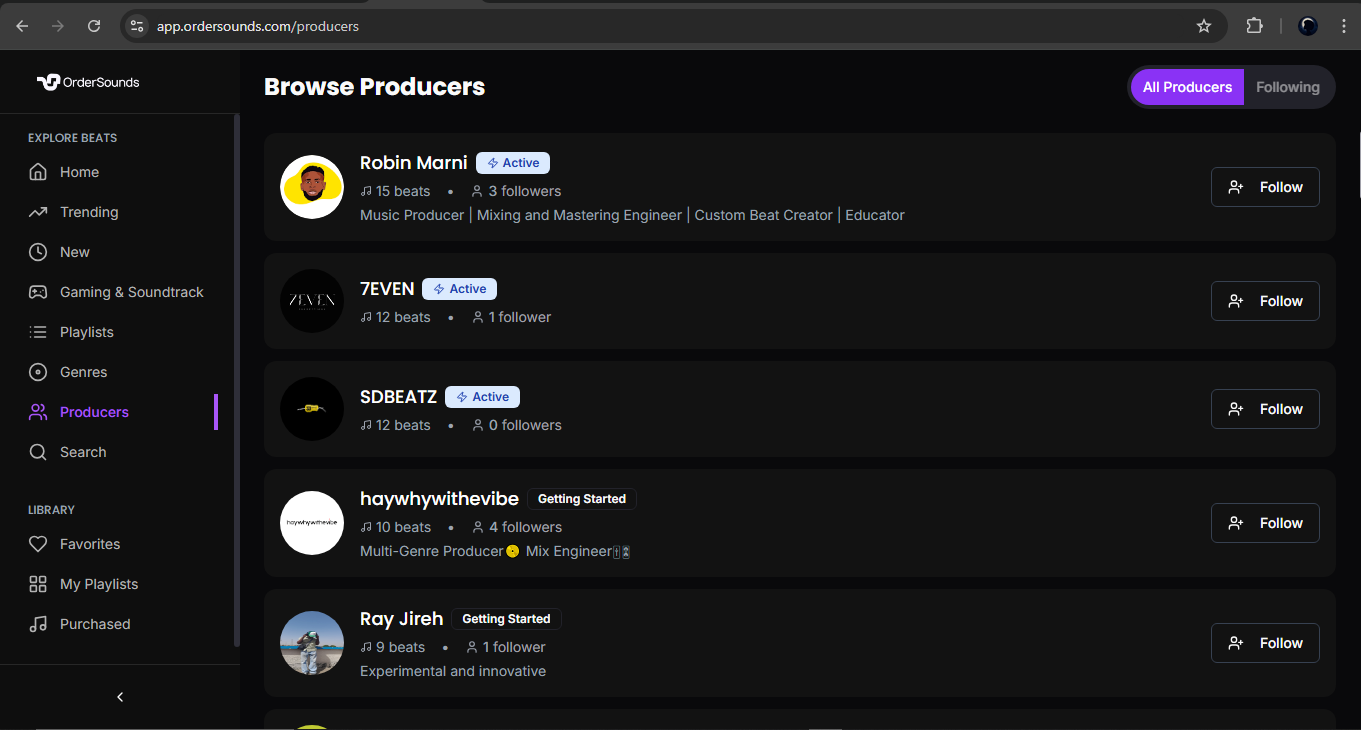 app.ordersounds.com/producers
OrderSounds
Browse Producers
All Producers Following
EXPLORE BEATS
Home
Trending
New
Gaming & Soundtrack
Playlists
Genres
Producers
Search
LIBRARY
Favorites
My Playlists
Purchased
Robin Marni Active
15 beats • 3 followers
Music Producer | Mixing and Mastering Engineer | Custom Beat Creator | Educator
Follow
7EVEN
7EVEN Active
12 beats • 1 follower
Follow
SDBEATZ Active
12 beats • 0 followers
Follow
haywhywithevibe
haywhywithevibe Getting Started
10 beats • 4 followers
Multi-Genre Producer Mix Engineer
Follow
Ray Jireh Getting Started
9 beats • 1 follower
Experimental and innovative
Follow